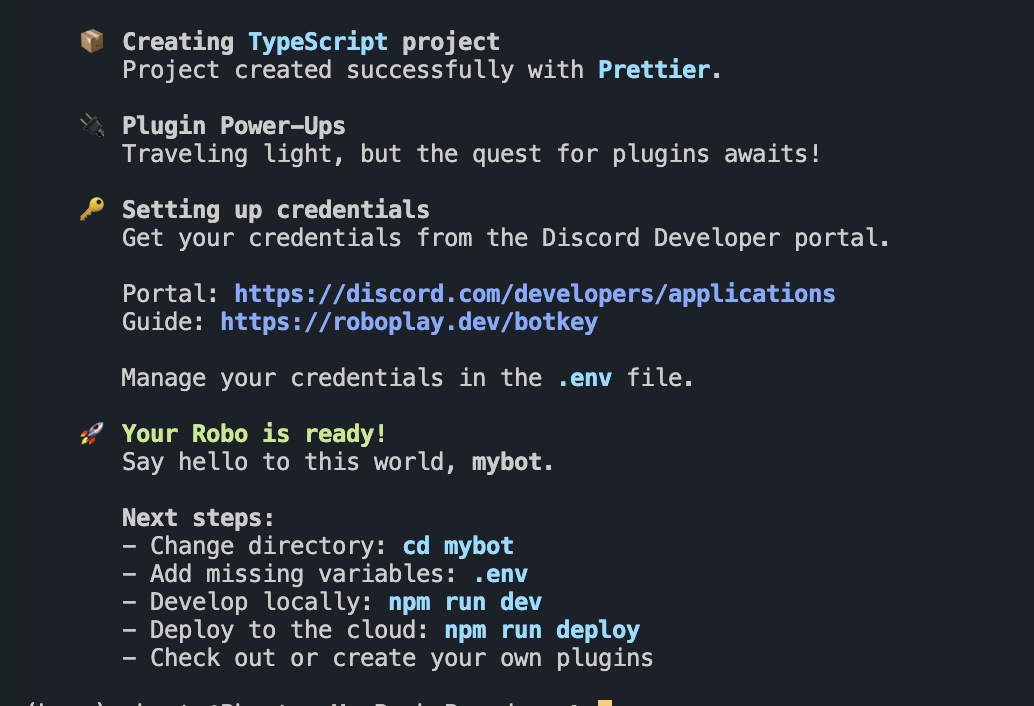 📦 Creating TypeScript project
Project created successfully with Prettier.
🔌 Plugin Power-Ups
Traveling light, but the quest for plugins awaits!
🔑 Setting up credentials
Get your credentials from the Discord Developer portal.
Portal: https://discord.com/developers/applications
Guide: https://roboplay.dev/botkey
Manage your credentials in the .env file.
🚀 Your Robo is ready!
Say hello to this world, mybot.
Next steps:
- Change directory: cd mybot
- Add missing variables: .env
- Develop locally: npm run dev
- Deploy to the cloud: npm run deploy
- Check out or create your own plugins